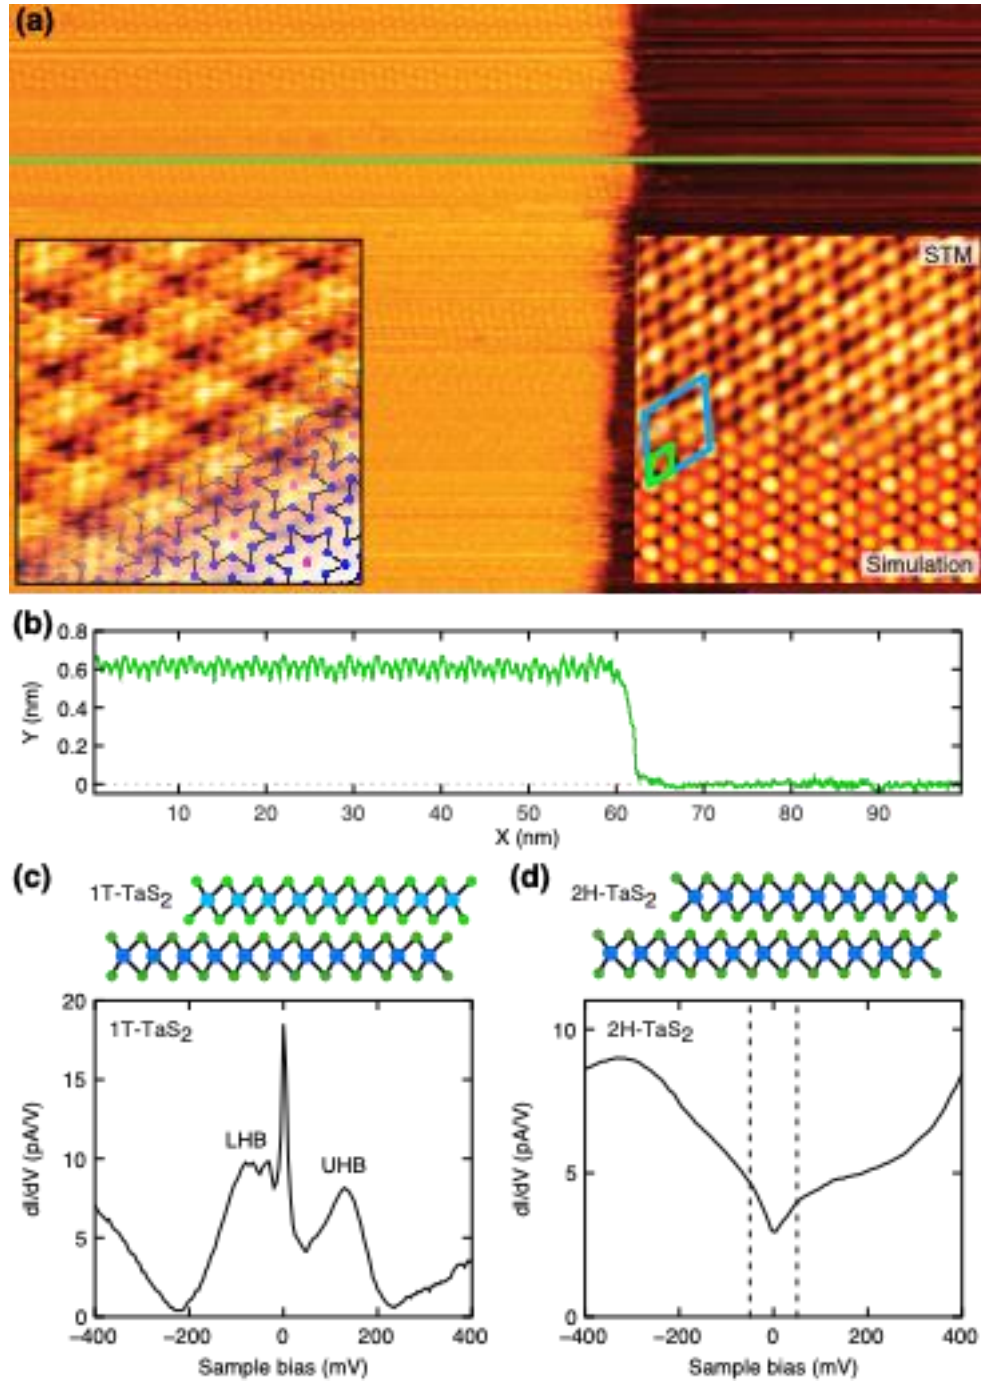 (a)
STM
Simulation
(b)
0.8
0.6
0.4
0.2
0
Y (nm)
10 20 30 40 50 60 70 80 90
X (nm)
(c)
1T-TaS2
20
15
10
5
0
dI/dV (pA/V)
1T-TaS2
LHB
UHB
−400 −200 0 200 400
Sample bias (mV)
(d)
2H-TaS2
10
5
0
dI/dV (pA/V)
2H-TaS2
−400 −200 0 200 400
Sample bias (mV)